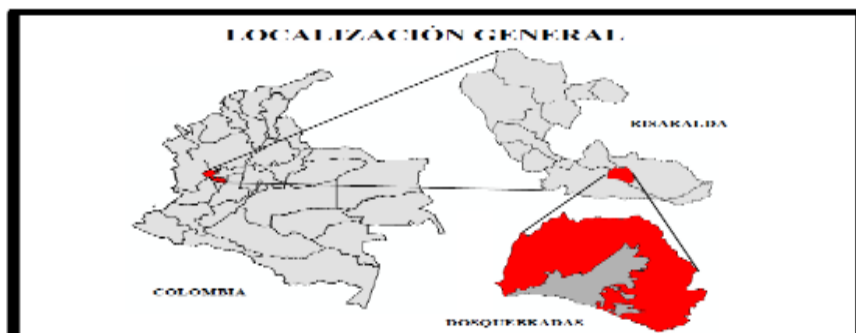 LOCALIZACIÓN GENERAL
RISARALDA
COLOMBIA
DOSQUEBRADAS